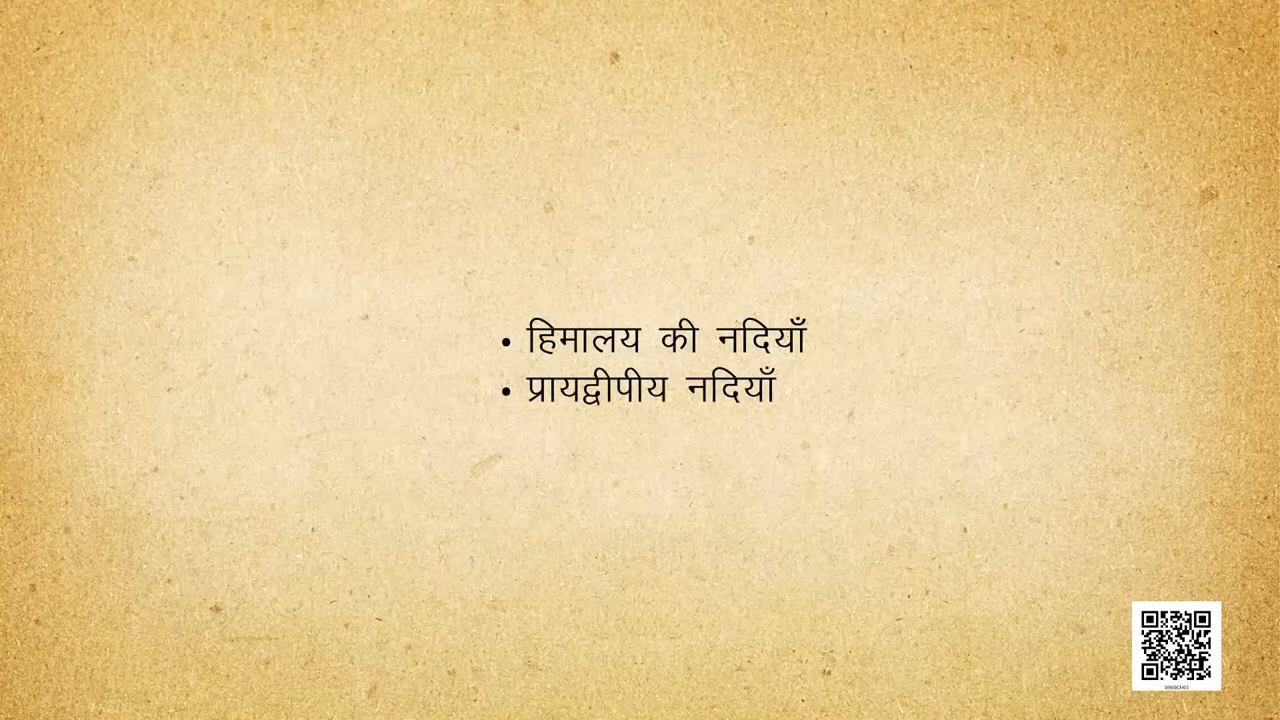 • हिमालय की नदियाँ
• प्रायद्वीपीय नदियाँ